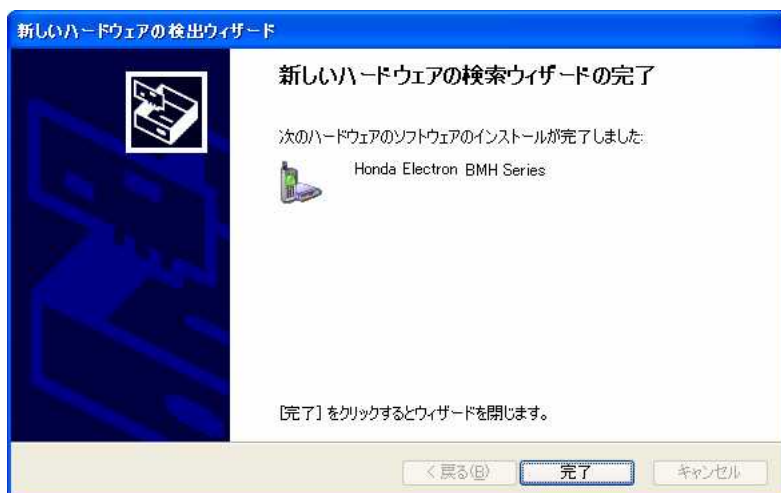 新しいハードウェアの検出ウィザード
新しいハードウェアの検索ウィザードの完了
次のハードウェアのソフトウェアのインストールが完了しました:
Honda Electron BMH Series
[完了] をクリックするとウィザードを閉じます。
< 戻る(B) 完了 キャンセル